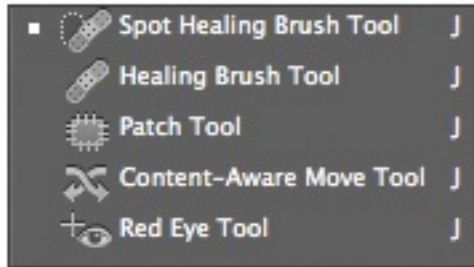 Spot Healing Brush Tool J
Healing Brush Tool J
Patch Tool J
Content-Aware Move Tool J
Red Eye Tool J